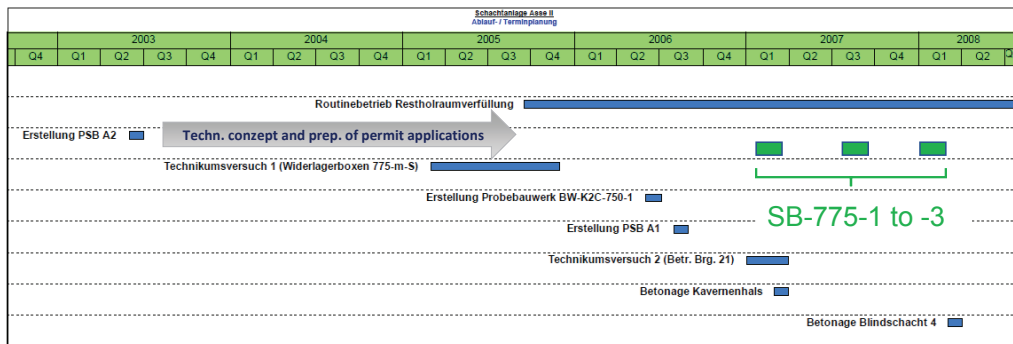 Schachtanlage Asse II
Ablauf- / Terminplanung
2003 2004 2005 2006 2007 2008
Q4 Q1 Q2 Q3 Q4 Q1 Q2 Q3 Q4 Q1 Q2 Q3 Q4 Q1 Q2 Q3 Q4 Q1 Q2 Q3 Q4 Q1 Q2 Q
Routinebetrieb Restholraumverfüllung
Erstellung PSB A2 Techn. concept and prep. of permit applications
Technikumsversuch 1 (Widerlagerboxen 775-m-S)
Erstellung Probebauwerk BW-K2C-750-1
SB-775-1 to -3
Erstellung PSB A1
Technikumsversuch 2 (Betr. Brg. 21)
Betonage Kavernenhals
Betonage Blindschacht 4